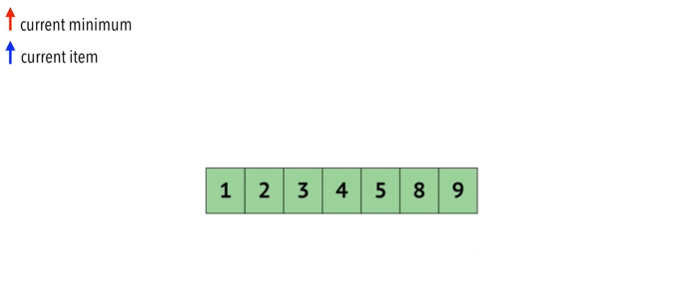 current minimum
current item
1 2 3 4 5 8 9